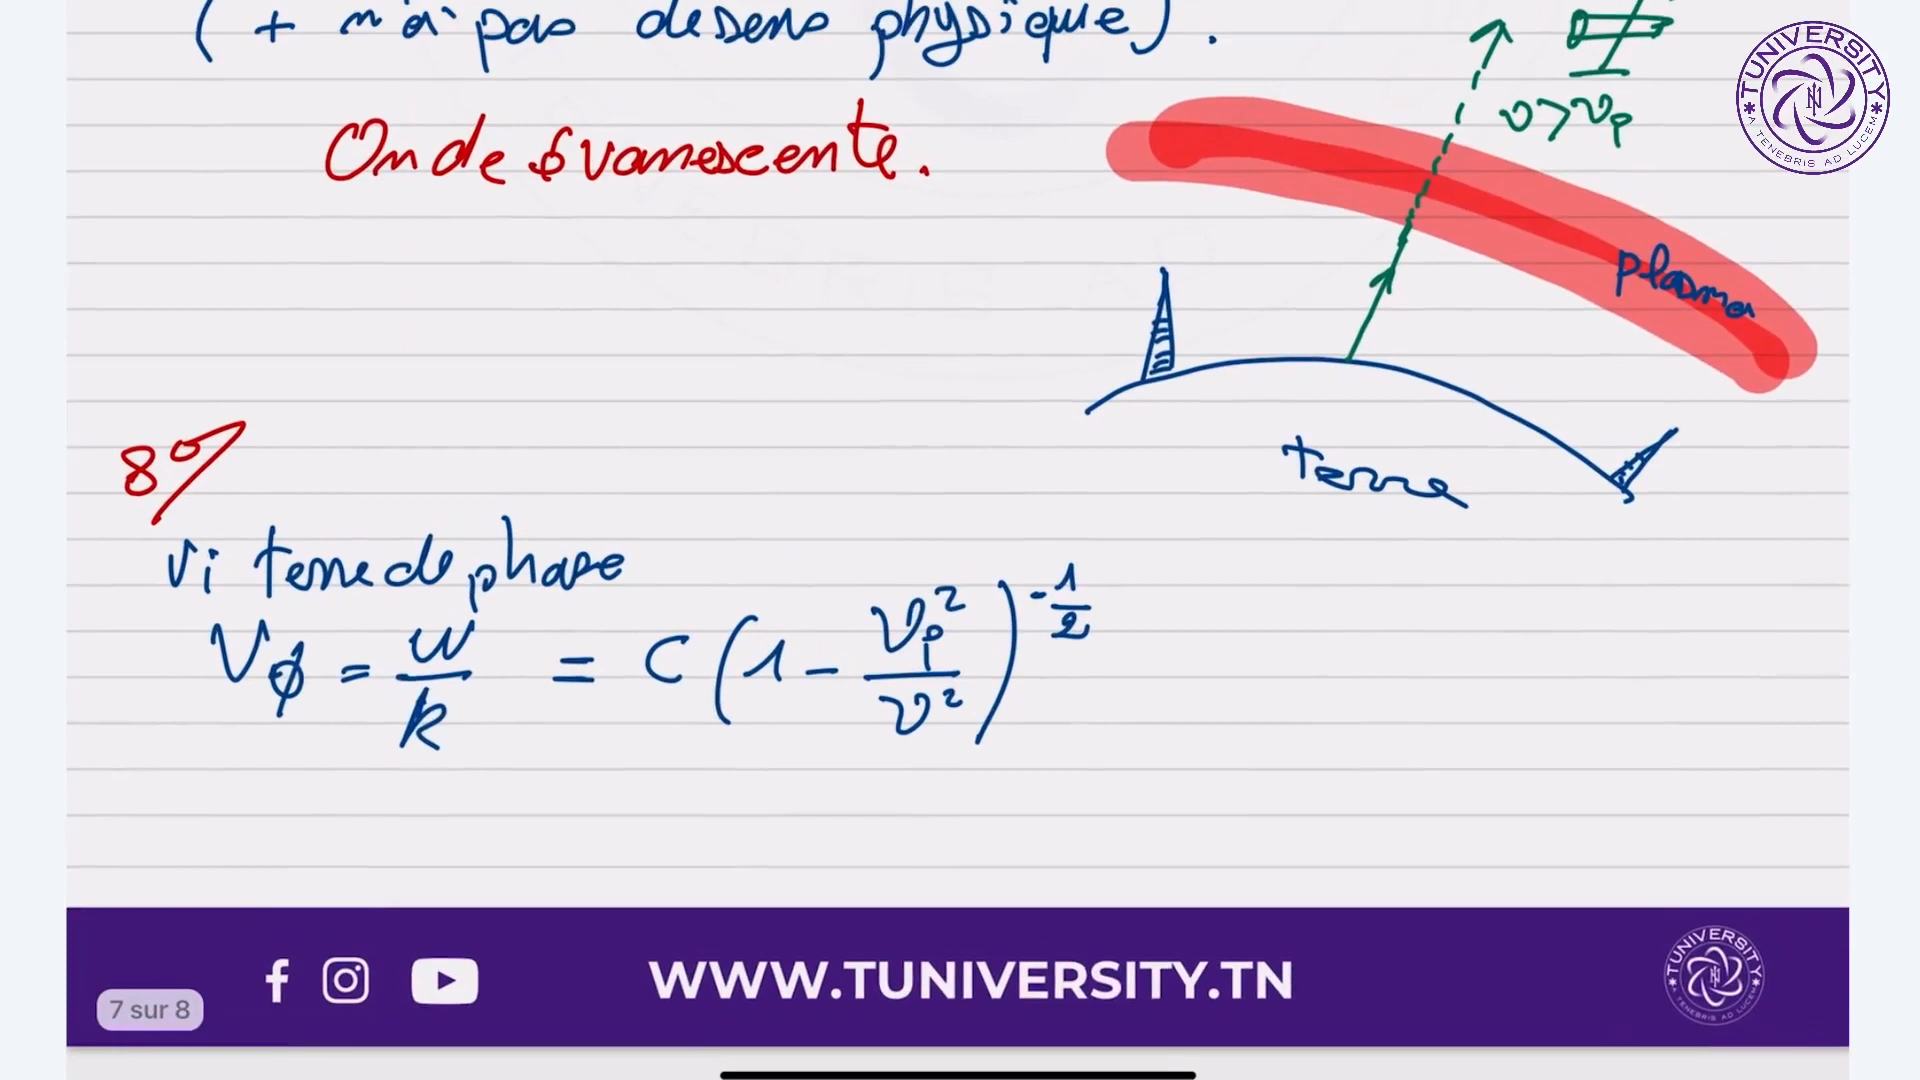 ( + n'a pas de sens physique) .
Onde évanescente.
ν>νp
plasma
terre
8°/
vitesse de phase
Vφ = ω/k = C (1 - νp²/ν²)^-1/2
TUNIVERSITY
A TENEBRIS AD LUCEM
7 sur 8
WWW.TUNIVERSITY.TN
TUNIVERSITY